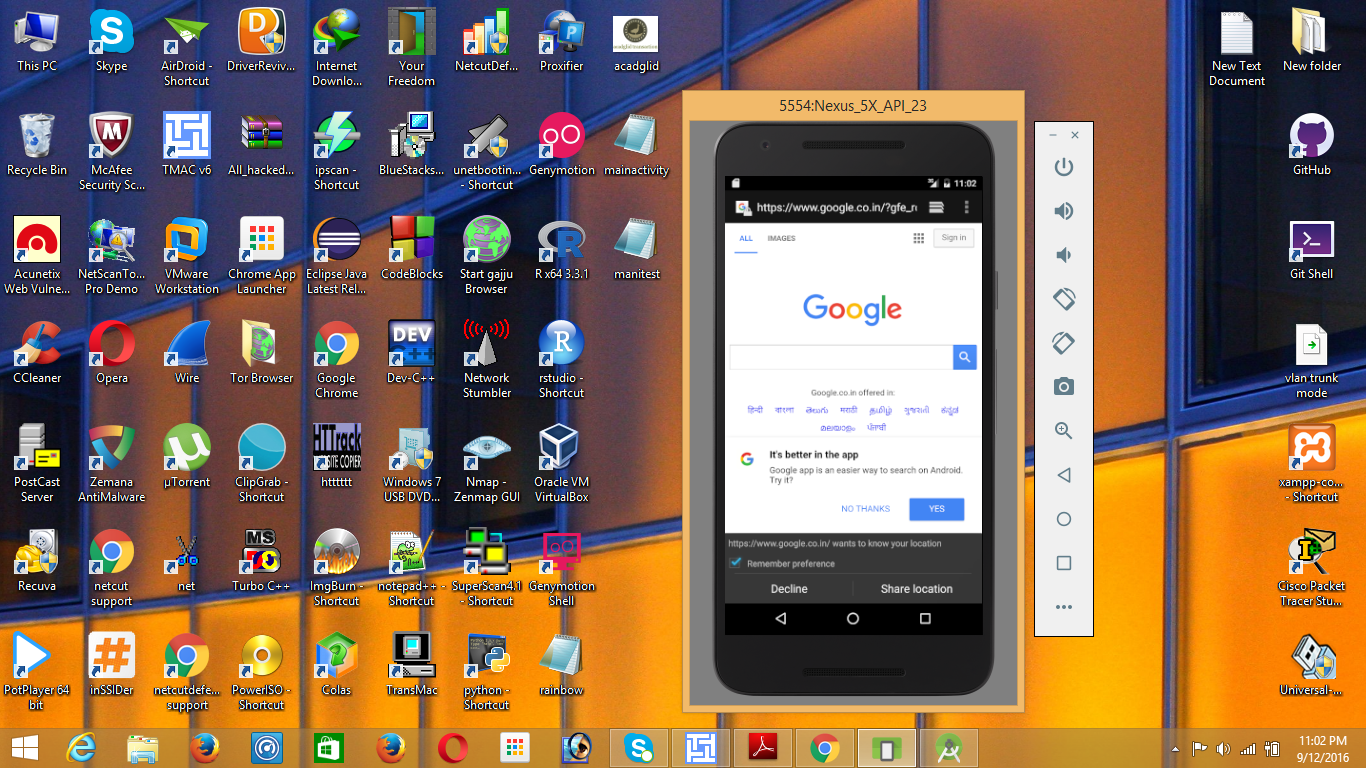 This PC
Skype
AirDroid -
Shortcut
DriverReviv...
Internet
Downlo...
Your
Freedom
NetcutDef...
Proxifier
acadglid-transaction
acadglid
New Text
Document
New folder
Recycle Bin
McAfee
Security Sc...
TMAC v6
All_hacked...
ipscan -
Shortcut
BlueStacks...
unetbootin...
- Shortcut
Genymotion
mainactivity
GitHub
Acunetix
Web Vulne...
NetScanTo...
Pro Demo
VMware
Workstation
Chrome App
Launcher
Eclipse Java
Latest Rel...
CodeBlocks
Start gajju
Browser
R x64 3.3.1
manitest
Git Shell
CCleaner
Opera
Wire
Tor Browser
Google
Chrome
DEV
C++
Dev-C++
Network
Stumbler
R
rstudio -
Shortcut
vlan trunk
mode
PostCast
Server
Zemana
AntiMalware
µTorrent
ClipGrab -
Shortcut
HTTrack
SITE COPIER
htttttt
Windows 7
USB DVD...
Nmap -
Zenmap GUI
Oracle VM
VirtualBox
xampp-co...
- Shortcut
Recuva
netcut
support
net
MS
Turbo C++
ImgBurn -
Shortcut
notepad++ -
Shortcut
SuperScan4.1
- Shortcut
Genymotion
Shell
Cisco Packet
Tracer Stu...
PotPlayer 64
bit
inSSIDer
netcutdefe...
support
PowerISO -
Shortcut
Colas
TransMac
python -
Shortcut
rainbow
Universal-...
5554:Nexus_5X_API_23
11:02
https://www.google.co.in/?gfe_r
ALL
IMAGES
Sign in
Google
Google.co.in offered in:
हिन्दी বাংলা తెలుగు मराठी தமிழ் ગુજરાતી ಕನ್ನಡ
മലയാളം ਪੰਜਾਬੀ
It's better in the app
Google app is an easier way to search on Android.
Try it?
NO THANKS
YES
https://www.google.co.in/ wants to know your location
Remember preference
Decline
Share location
11:02 PM
9/12/2016